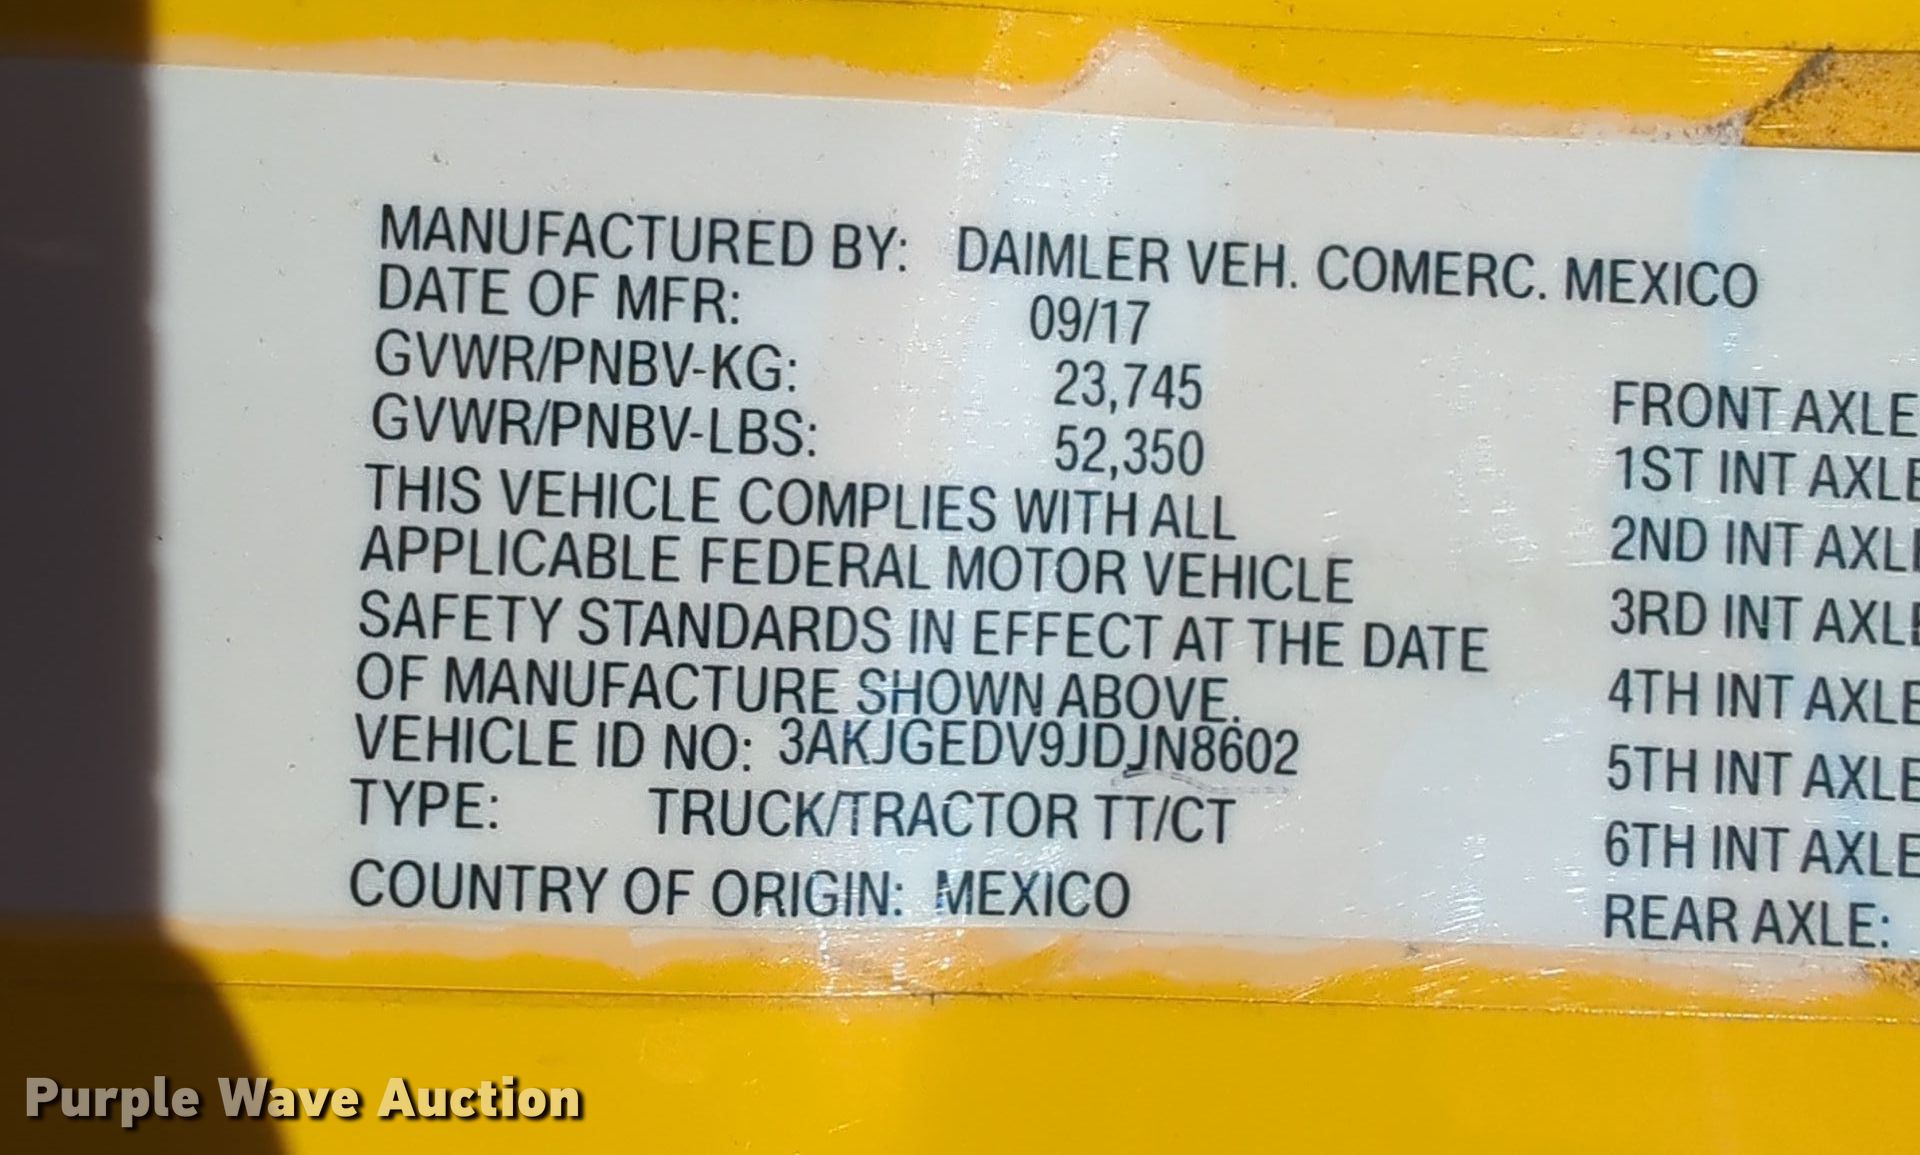 MANUFACTURED BY: DAIMLER VEH. COMERC. MEXICO
DATE OF MFR: 09/17
GVWR/PNBV-KG: 23,745
GVWR/PNBV-LBS: 52,350
THIS VEHICLE COMPLIES WITH ALL
APPLICABLE FEDERAL MOTOR VEHICLE
SAFETY STANDARDS IN EFFECT AT THE DATE
OF MANUFACTURE SHOWN ABOVE.
VEHICLE ID NO: 3AKJGEDV9JDJN8602
TYPE: TRUCK/TRACTOR TT/CT
COUNTRY OF ORIGIN: MEXICO
FRONT AXLE
1ST INT AXLE
2ND INT AXLE
3RD INT AXLE
4TH INT AXLE
5TH INT AXLE
6TH INT AXLE
REAR AXLE:
Purple Wave Auction